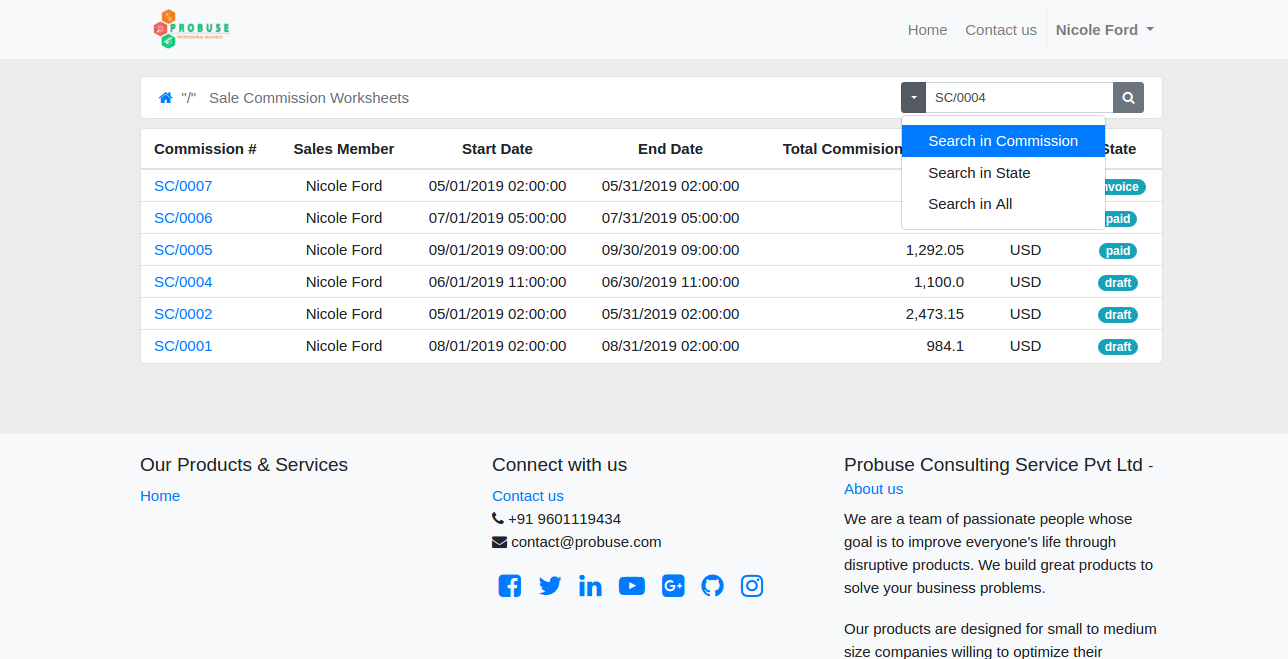 PROBUSE
Home Contact us Nicole Ford
"/" Sale Commission Worksheets SC/0004
Search in Commission
Search in State
Search in All
Commission # Sales Member Start Date End Date Total Commision tate
SC/0007 Nicole Ford 05/01/2019 02:00:00 05/31/2019 02:00:00 nvoice
SC/0006 Nicole Ford 07/01/2019 05:00:00 07/31/2019 05:00:00 paid
SC/0005 Nicole Ford 09/01/2019 09:00:00 09/30/2019 09:00:00 1,292.05 USD paid
SC/0004 Nicole Ford 06/01/2019 11:00:00 06/30/2019 11:00:00 1,100.0 USD draft
SC/0002 Nicole Ford 05/01/2019 02:00:00 05/31/2019 02:00:00 2,473.15 USD draft
SC/0001 Nicole Ford 08/01/2019 02:00:00 08/31/2019 02:00:00 984.1 USD draft
Our Products & Services
Home
Connect with us
Contact us
+91 9601119434
contact@probuse.com
Probuse Consulting Service Pvt Ltd -
About us
We are a team of passionate people whose
goal is to improve everyone's life through
disruptive products. We build great products to
solve your business problems.
Our products are designed for small to medium
size companies willing to optimize their